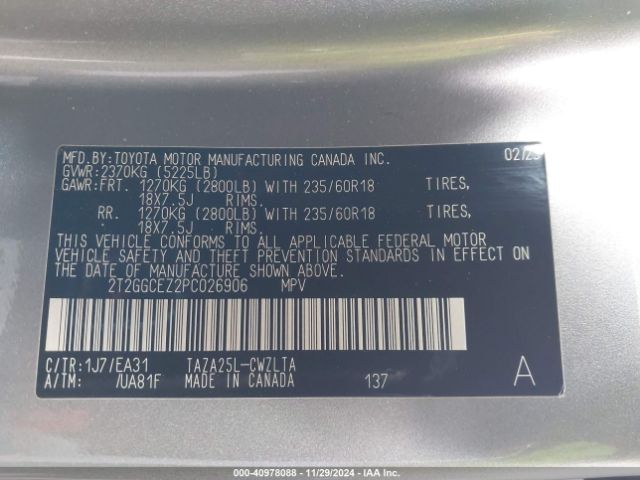 MFD.BY:TOYOTA MOTOR MANUFACTURING CANADA INC. 02/23
GVWR:2370KG (5225LB)
GAWR:FRT. 1270KG (2800LB) WITH 235/60R18 TIRES,
18X7.5J RIMS.
RR. 1270KG (2800LB) WITH 235/60R18 TIRES,
18X7.5J RIMS.
THIS VEHICLE CONFORMS TO ALL APPLICABLE FEDERAL MOTOR
VEHICLE SAFETY AND THEFT PREVENTION STANDARDS IN EFFECT ON
THE DATE OF MANUFACTURE SHOWN ABOVE.
2T2GGCEZ2PC026906 MPV
C/TR:1J7/EA31 TAZA25L-CWZLTA
A/TM: /UA81F MADE IN CANADA 137 A
000-40978088 - 11/29/2024 - IAA Inc.